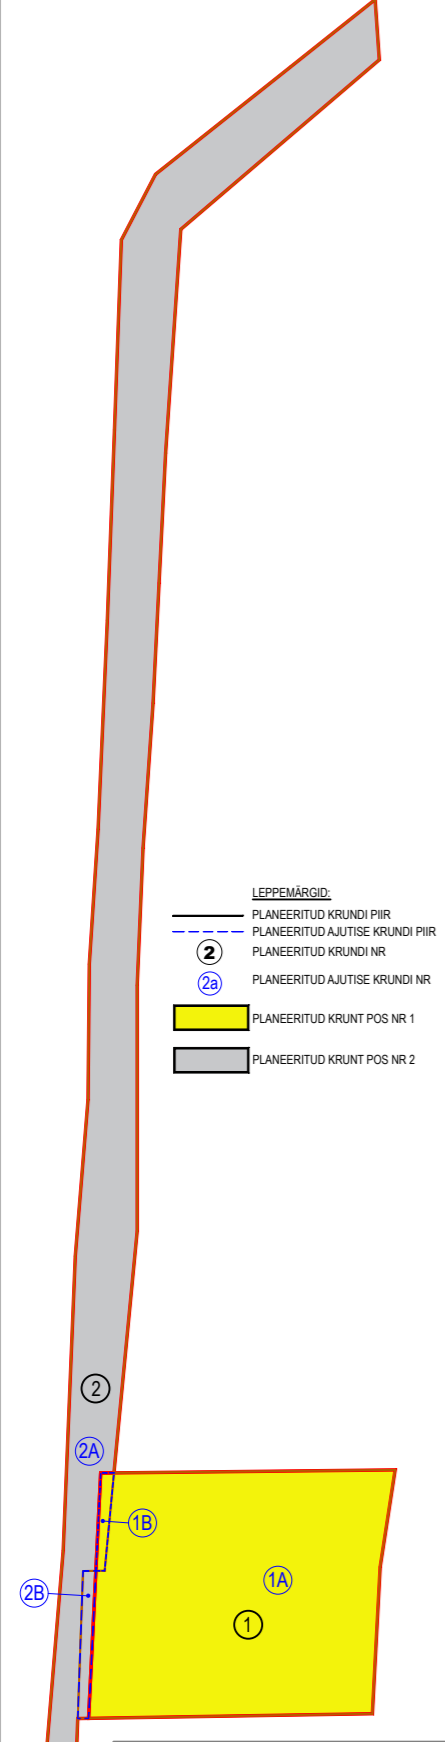 LEPPEMÄRGID:
PLANEERITUD KRUNDI PIIR
PLANEERITUD AJUTISE KRUNDI PIIR
2 PLANEERITUD KRUNDI NR
2a PLANEERITUD AJUTISE KRUNDI NR
PLANEERITUD KRUNT POS NR 1
PLANEERITUD KRUNT POS NR 2
2
2A
1B
1A
2B
1